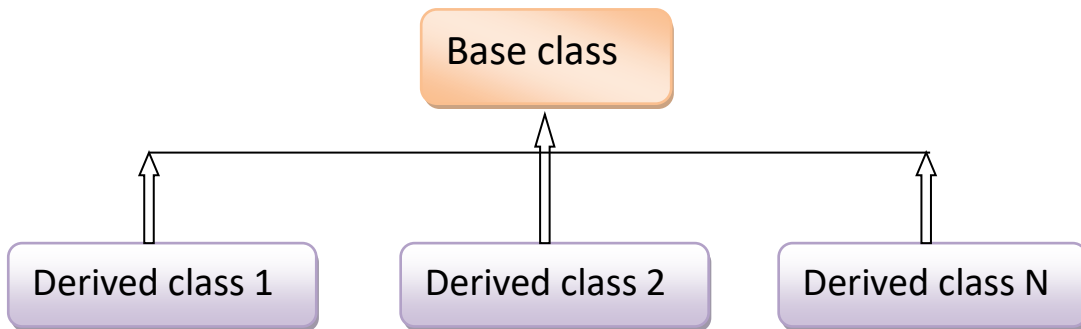 Base class
Derived class 1
Derived class 2
Derived class N